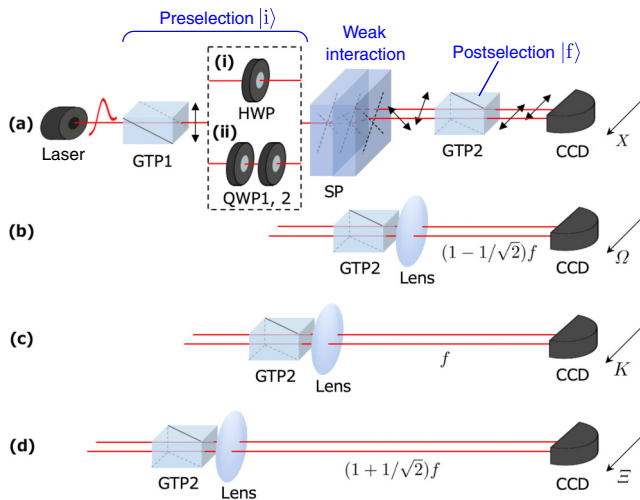 Preselection |i⟩
Weak
interaction
Postselection |f⟩
(i)
HWP
(a)
Laser
GTP1
(ii)
QWP1, 2
SP
GTP2
CCD
X
(b)
GTP2
Lens
(1 − 1/√2)f
CCD
Ω
(c)
GTP2
Lens
f
CCD
K
(d)
GTP2
Lens
(1 + 1/√2)f
CCD
Ξ